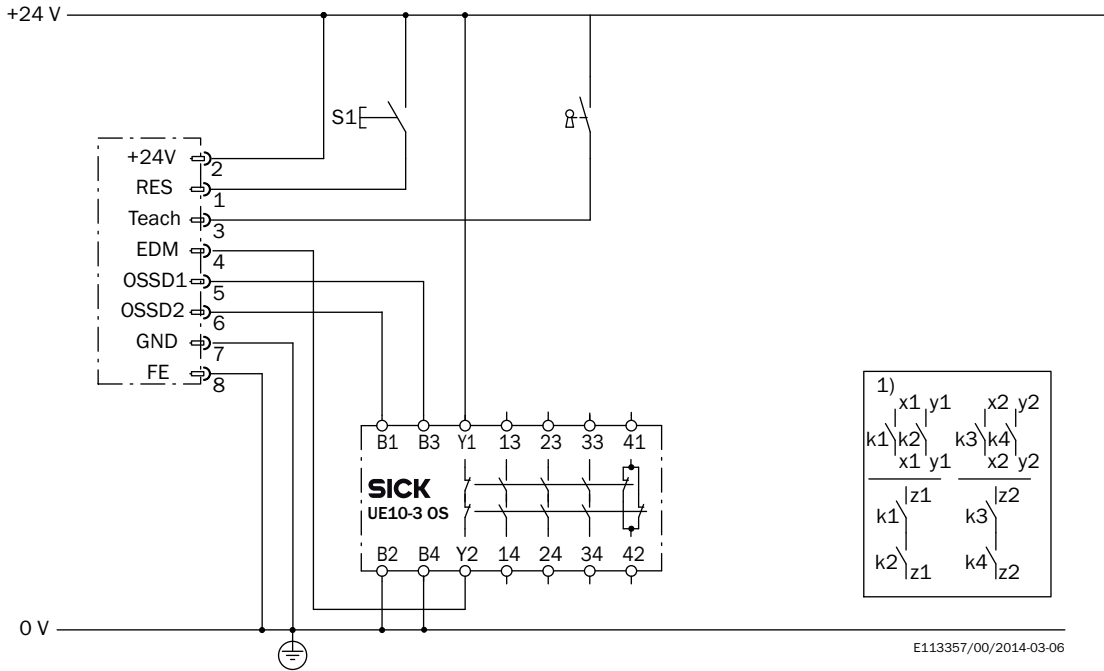 +24 V
S1
+24V
2
RES
1
Teach
3
EDM
4
OSSD1
5
OSSD2
6
GND
7
FE
8
B1 B3 Y1 13 23 33 41
SICK
UE10-3 OS
B2 B4 Y2 14 24 34 42
0 V
1)
x1 y1 x2 y2
k1 k2 k3 k4
x1 y1 x2 y2
z1 z2
k1 k3
k2 k4
z1 z2
E113357/00/2014-03-06